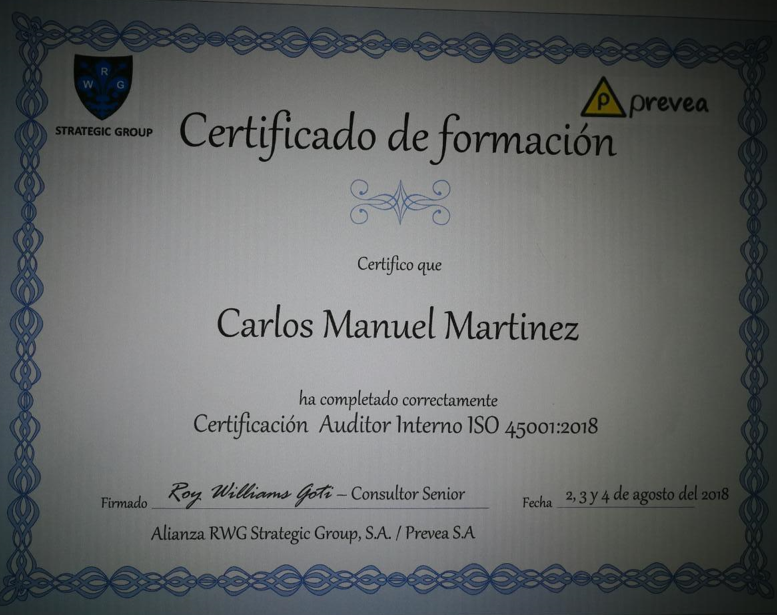 R
W G
STRATEGIC GROUP
P prevea
Certificado de formación
Certifico que
Carlos Manuel Martinez
ha completado correctamente
Certificación Auditor Interno ISO 45001:2018
Firmado Roy Williams Goti – Consultor Senior
Fecha 2, 3 y 4 de agosto del 2018
Alianza RWG Strategic Group, S.A. / Prevea S.A